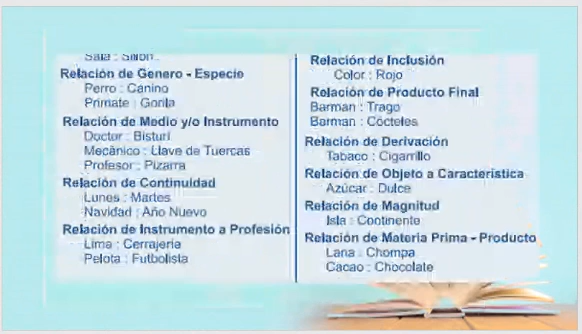 Sala : Sillón
Relación de Genero - Especie
Perro : Canino
Primate : Gorila
Relación de Medio y/o Instrumento
Doctor : Bisturí
Mecánico : Llave de Tuercas
Profesor : Pizarra
Relación de Continuidad
Lunes : Martes
Navidad : Año Nuevo
Relación de Instrumento a Profesión
Lima : Cerrajería
Pelota : Futbolista
Relación de Inclusión
Color : Rojo
Relación de Producto Final
Barman : Trago
Barman : Cócteles
Relación de Derivación
Tabaco : Cigarrillo
Relación de Objeto a Característica
Azúcar : Dulce
Relación de Magnitud
Isla : Continente
Relación de Materia Prima - Producto
Lana : Chompa
Cacao : Chocolate